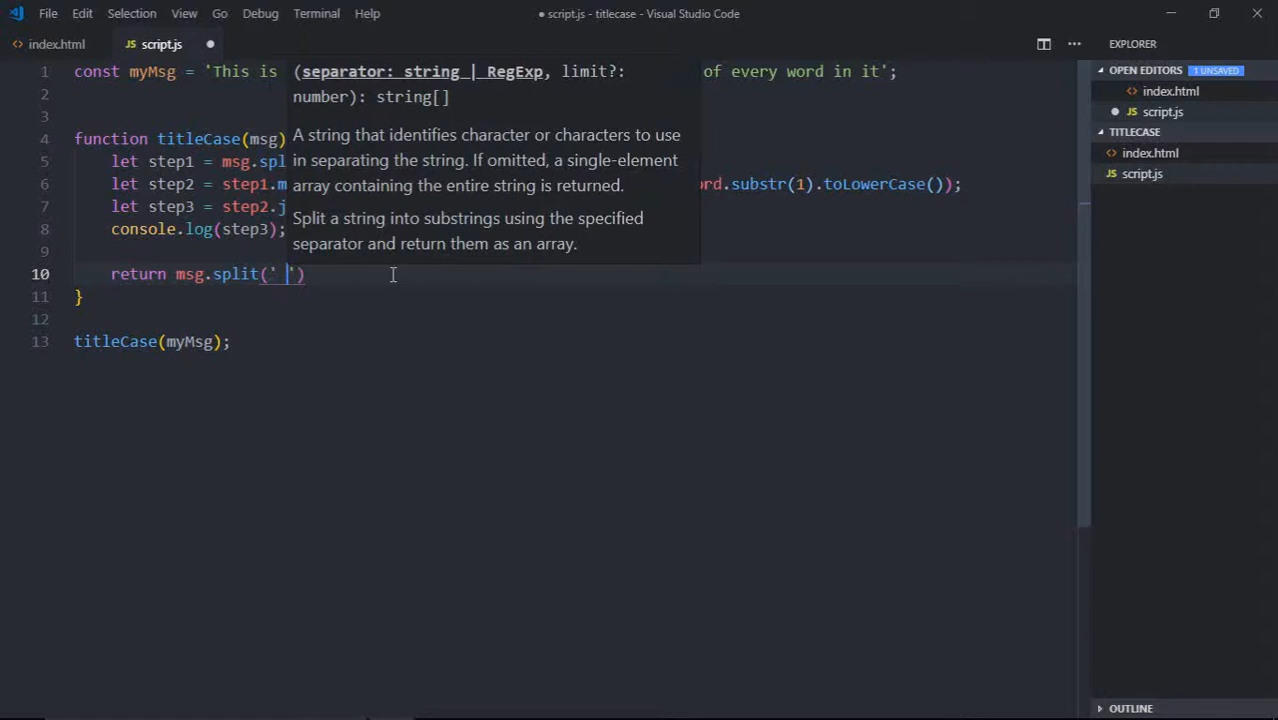 File Edit Selection View Go Debug Terminal Help ● script.js - titlecase - Visual Studio Code
<> index.html JS script.js ●
EXPLORER
OPEN EDITORS 1 UNSAVED
<> index.html
● JS script.js
TITLECASE
<> index.html
JS script.js
OUTLINE
1 const myMsg = 'This is of every word in it';
2
3
4 function titleCase(msg)
5 let step1 = msg.spl
6 let step2 = step1.m rd.substr(1).toLowerCase());
7 let step3 = step2.j
8 console.log(step3);
9
10 return msg.split(' ')
11 }
12
13 titleCase(myMsg);
(separator: string | RegExp, limit?:
number): string[]
A string that identifies character or characters to use
in separating the string. If omitted, a single-element
array containing the entire string is returned.
Split a string into substrings using the specified
separator and return them as an array.